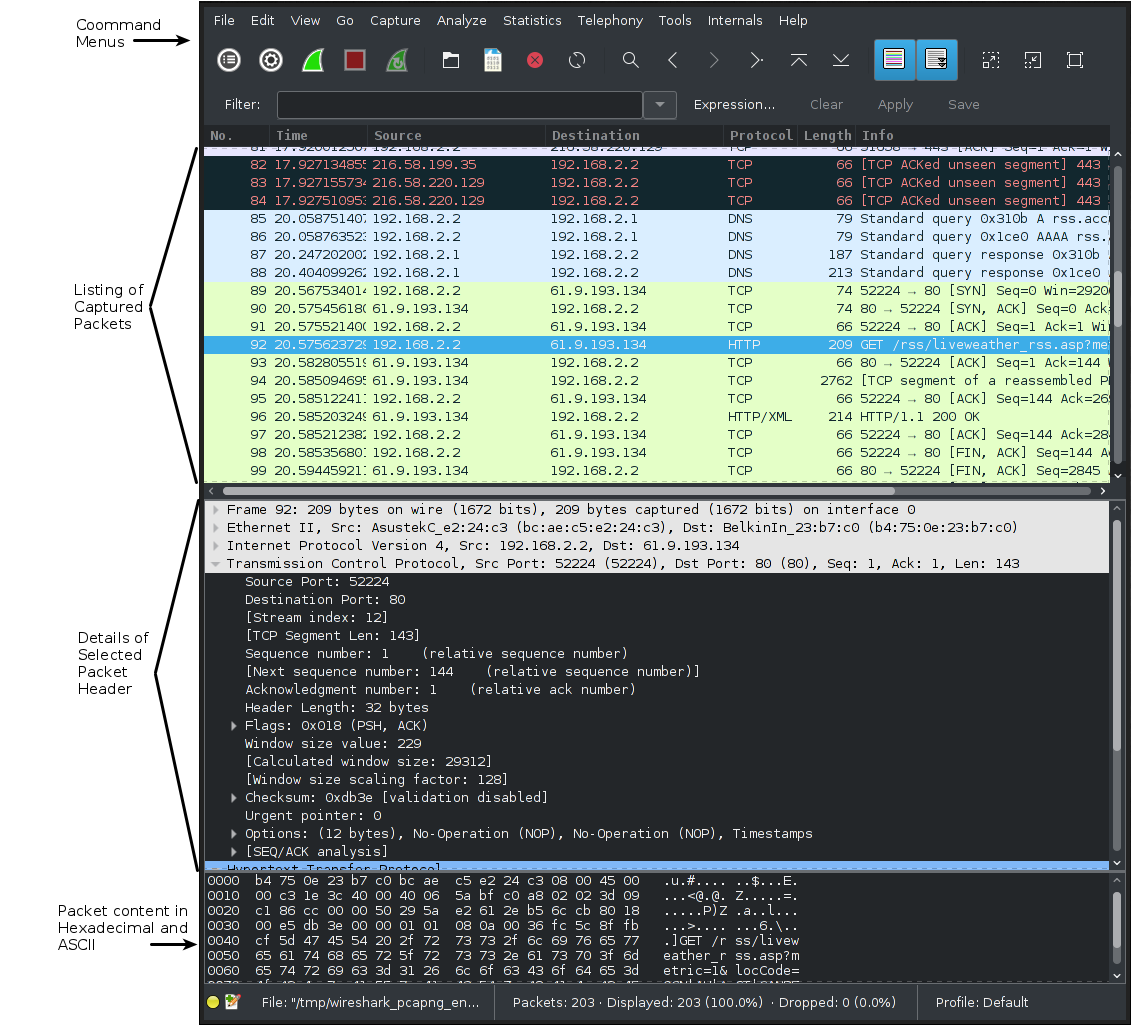 Coommand
Menus
File Edit View Go Capture Analyze Statistics Telephony Tools Internals Help
Filter: Expression... Clear Apply Save
No. Time Source Destination Protocol Length Info
82 17.927134855 216.58.199.35 192.168.2.2 TCP 66 [TCP ACKed unseen segment] 443
83 17.927155734 216.58.220.129 192.168.2.2 TCP 66 [TCP ACKed unseen segment] 443
84 17.927510953 216.58.220.129 192.168.2.2 TCP 66 [TCP ACKed unseen segment] 443
85 20.058751407 192.168.2.2 192.168.2.1 DNS 79 Standard query 0x310b A rss.accu
86 20.058763523 192.168.2.2 192.168.2.1 DNS 79 Standard query 0x1ce0 AAAA rss.
87 20.247202002 192.168.2.1 192.168.2.2 DNS 187 Standard query response 0x310b
88 20.404099262 192.168.2.1 192.168.2.2 DNS 213 Standard query response 0x1ce0
89 20.567534014 192.168.2.2 61.9.193.134 TCP 74 52224 → 80 [SYN] Seq=0 Win=2920
90 20.575456180 61.9.193.134 192.168.2.2 TCP 74 80 → 52224 [SYN, ACK] Seq=0 Ack=
91 20.575521400 192.168.2.2 61.9.193.134 TCP 66 52224 → 80 [ACK] Seq=1 Ack=1 Wi
92 20.575623729 192.168.2.2 61.9.193.134 HTTP 209 GET /rss/liveweather_rss.asp?me
93 20.582805519 61.9.193.134 192.168.2.2 TCP 66 80 → 52224 [ACK] Seq=1 Ack=144
94 20.585094695 61.9.193.134 192.168.2.2 TCP 2762 [TCP segment of a reassembled P
95 20.585122411 192.168.2.2 61.9.193.134 TCP 66 52224 → 80 [ACK] Seq=144 Ack=269
96 20.585203249 61.9.193.134 192.168.2.2 HTTP/XML 214 HTTP/1.1 200 OK
97 20.585212382 192.168.2.2 61.9.193.134 TCP 66 52224 → 80 [ACK] Seq=144 Ack=284
98 20.585356801 192.168.2.2 61.9.193.134 TCP 66 52224 → 80 [FIN, ACK] Seq=144 A
99 20.594459211 61.9.193.134 192.168.2.2 TCP 66 80 → 52224 [FIN, ACK] Seq=2845
Listing of
Captured
Packets
Frame 92: 209 bytes on wire (1672 bits), 209 bytes captured (1672 bits) on interface 0
Ethernet II, Src: AsustekC_e2:24:c3 (bc:ae:c5:e2:24:c3), Dst: BelkinIn_23:b7:c0 (b4:75:0e:23:b7:c0)
Internet Protocol Version 4, Src: 192.168.2.2, Dst: 61.9.193.134
Transmission Control Protocol, Src Port: 52224 (52224), Dst Port: 80 (80), Seq: 1, Ack: 1, Len: 143
Source Port: 52224
Destination Port: 80
[Stream index: 12]
[TCP Segment Len: 143]
Sequence number: 1 (relative sequence number)
[Next sequence number: 144 (relative sequence number)]
Acknowledgment number: 1 (relative ack number)
Header Length: 32 bytes
Flags: 0x018 (PSH, ACK)
Window size value: 229
[Calculated window size: 29312]
[Window size scaling factor: 128]
Checksum: 0xdb3e [validation disabled]
Urgent pointer: 0
Options: (12 bytes), No-Operation (NOP), No-Operation (NOP), Timestamps
[SEQ/ACK analysis]
Hypertext Transfer Protocol
Details of
Selected
Packet
Header
0000 b4 75 0e 23 b7 c0 bc ae c5 e2 24 c3 08 00 45 00 .u.#.... ..$...E.
0010 00 c3 1e 3c 40 00 40 06 5a bf c0 a8 02 02 3d 09 ...<@.@. Z.....=.
0020 c1 86 cc 00 00 50 29 5a e2 61 2e b5 6c cb 80 18 .....P)Z .a..l...
0030 00 e5 db 3e 00 00 01 01 08 0a 00 36 fc 5c 8f fb ...>.... ...6.\..
0040 cf 5d 47 45 54 20 2f 72 73 73 2f 6c 69 76 65 77 .]GET /r ss/livew
0050 65 61 74 68 65 72 5f 72 73 73 2e 61 73 70 3f 6d eather_r ss.asp?m
0060 65 74 72 69 63 3d 31 26 6c 6f 63 43 6f 64 65 3d etric=1& locCode=
Packet content in
Hexadecimal and
ASCII
File: "/tmp/wireshark_pcapng_en... Packets: 203 · Displayed: 203 (100.0%) · Dropped: 0 (0.0%) Profile: Default